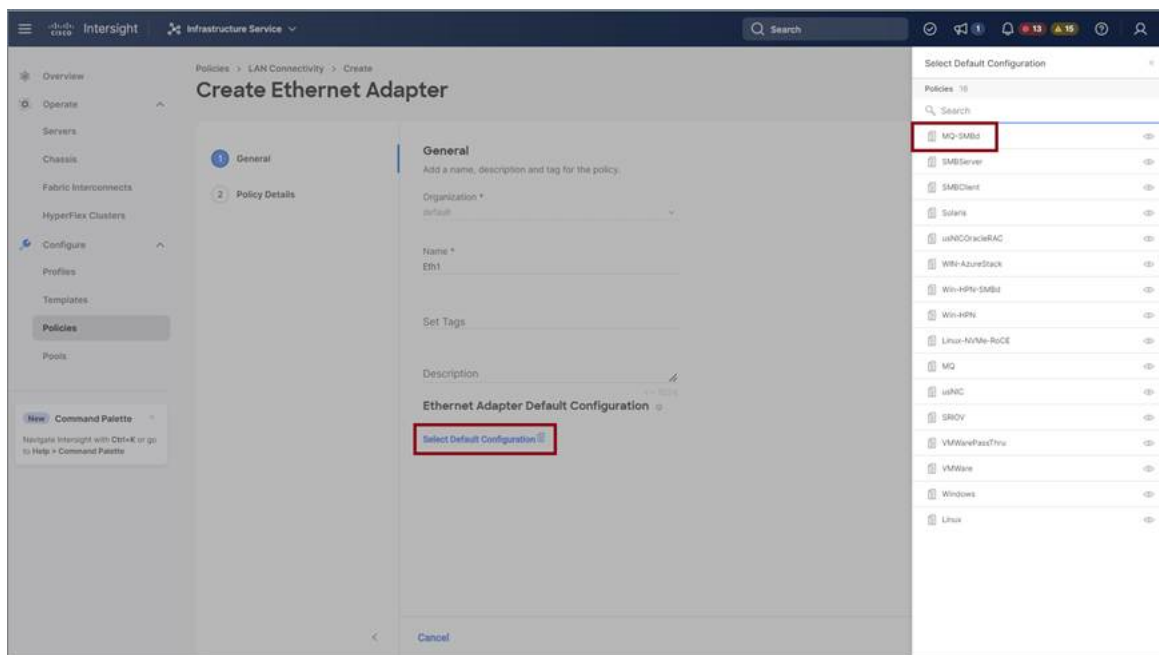 cisco Intersight
Infrastructure Service
Search
1
13
15
Overview
Operate
Servers
Chassis
Fabric Interconnects
HyperFlex Clusters
Configure
Profiles
Templates
Policies
Pools
New Command Palette
Navigate Intersight with Ctrl+K or go
to Help > Command Palette
Policies > LAN Connectivity > Create
Create Ethernet Adapter
1 General
2 Policy Details
General
Add a name, description and tag for the policy.
Organization *
default
Name *
Eth1
Set Tags
Description
Ethernet Adapter Default Configuration
Select Default Configuration
Cancel
Select Default Configuration
Policies 16
Search
MQ-SMBd
SMBServer
SMBClient
Solaris
usNICOracleRAC
WIN-AzureStack
Win-HPN-SMBd
Win-HPN
Linux-NVMe-RoCE
MQ
usNIC
SRIOV
VMWarePassThru
VMWare
Windows
Linux